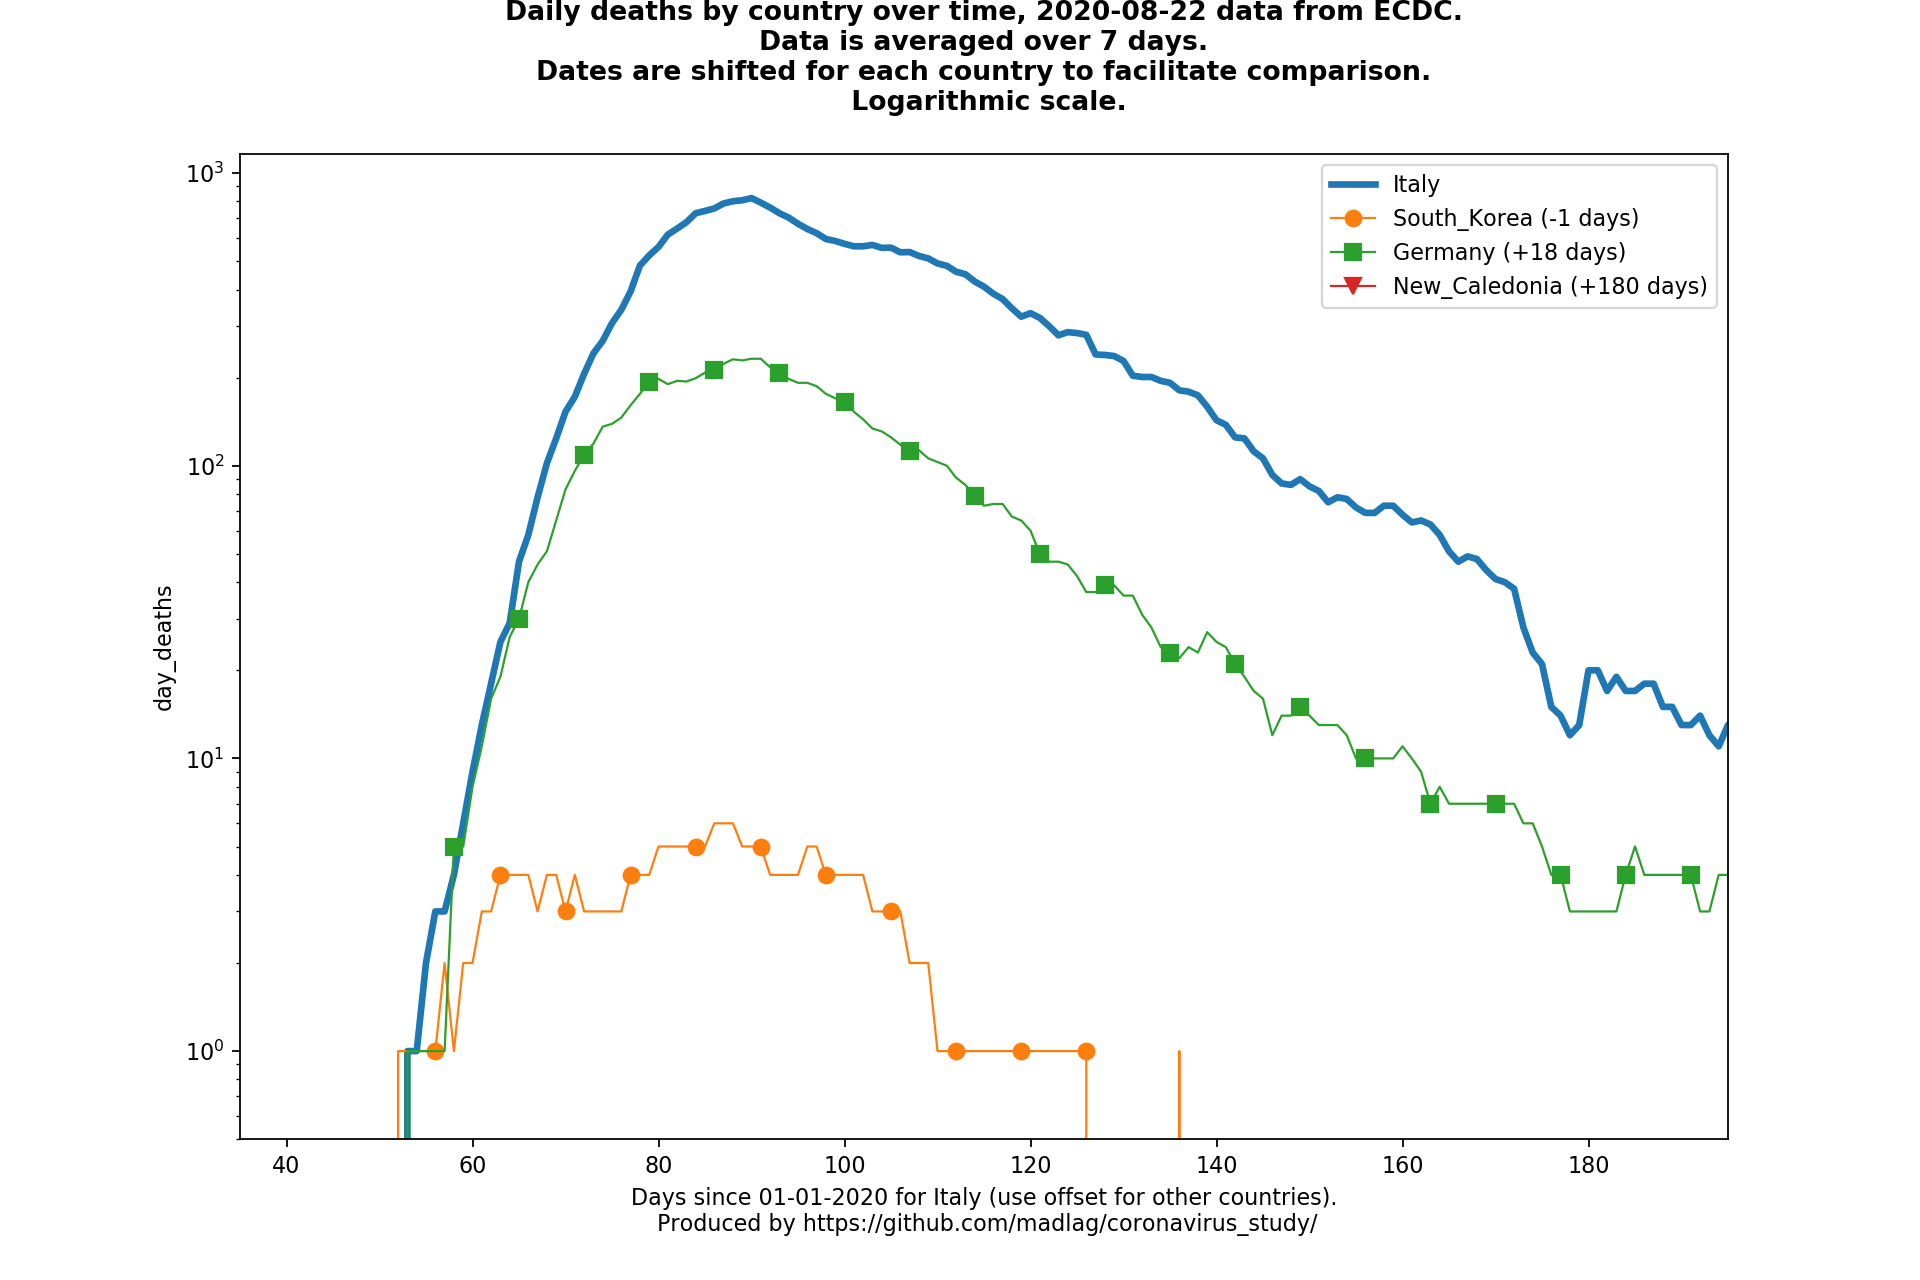 Daily deaths by country over time, 2020-08-22 data from ECDC.
Data is averaged over 7 days.
Dates are shifted for each country to facilitate comparison.
Logarithmic scale.
10³
Italy
South_Korea (-1 days)
Germany (+18 days)
New_Caledonia (+180 days)
10²
day_deaths
10¹
10⁰
40 60 80 100 120 140 160 180
Days since 01-01-2020 for Italy (use offset for other countries).
Produced by https://github.com/madlag/coronavirus_study/